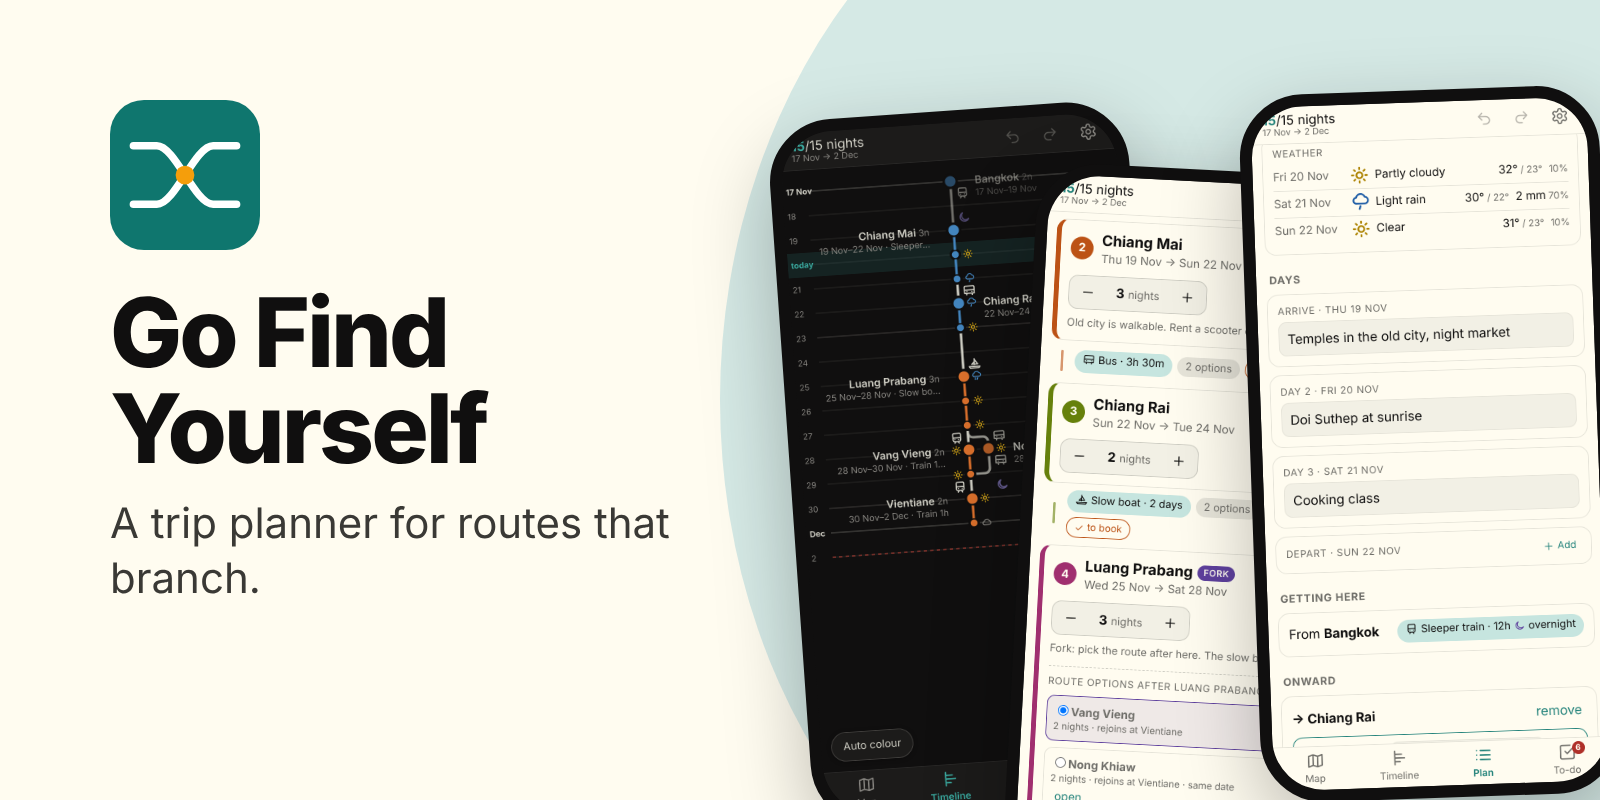 Go Find
Yourself
A trip planner for routes that
branch.
/15 nights
17 Nov → 2 Dec
17 Nov
Bangkok 2n
17 Nov–19 Nov
18
19
Chiang Mai 3n
19 Nov–22 Nov · Sleeper...
today
21
22
Chiang
22 Nov–24
23
24
25
Luang Prabang 3n
25 Nov–28 Nov · Slow bo...
26
27
28
Vang Vieng 2n
28 Nov–30 Nov · Train 1...
29
30
Vientiane 2n
30 Nov–2 Dec · Train 1h
Dec
2
Auto colour
Timeline
5/15 nights
17 Nov → 2 Dec
2
Chiang Mai
Thu 19 Nov → Sun 22 Nov
− 3 nights +
Old city is walkable. Rent a scooter
Bus · 3h 30m
2 options
3
Chiang Rai
Sun 22 Nov → Tue 24 Nov
− 2 nights +
Slow boat · 2 days
2 options
✓ to book
4
Luang Prabang FORK
Wed 25 Nov → Sat 28 Nov
− 3 nights +
Fork: pick the route after here. The slow
ROUTE OPTIONS AFTER LUANG PRABANG
Vang Vieng
2 nights · rejoins at Vientiane
Nong Khiaw
2 nights · rejoins at Vientiane · same date
open
5/15 nights
17 Nov → 2 Dec
WEATHER
Fri 20 Nov Partly cloudy 32° / 23° 10%
Sat 21 Nov Light rain 30° / 22° 2 mm 70%
Sun 22 Nov Clear 31° / 23° 10%
DAYS
ARRIVE · THU 19 NOV
Temples in the old city, night market
DAY 2 · FRI 20 NOV
Doi Suthep at sunrise
DAY 3 · SAT 21 NOV
Cooking class
DEPART · SUN 22 NOV
+ Add
GETTING HERE
From Bangkok
Sleeper train · 12h overnight
ONWARD
→ Chiang Rai
remove
Map
Timeline
Plan
To-do
6